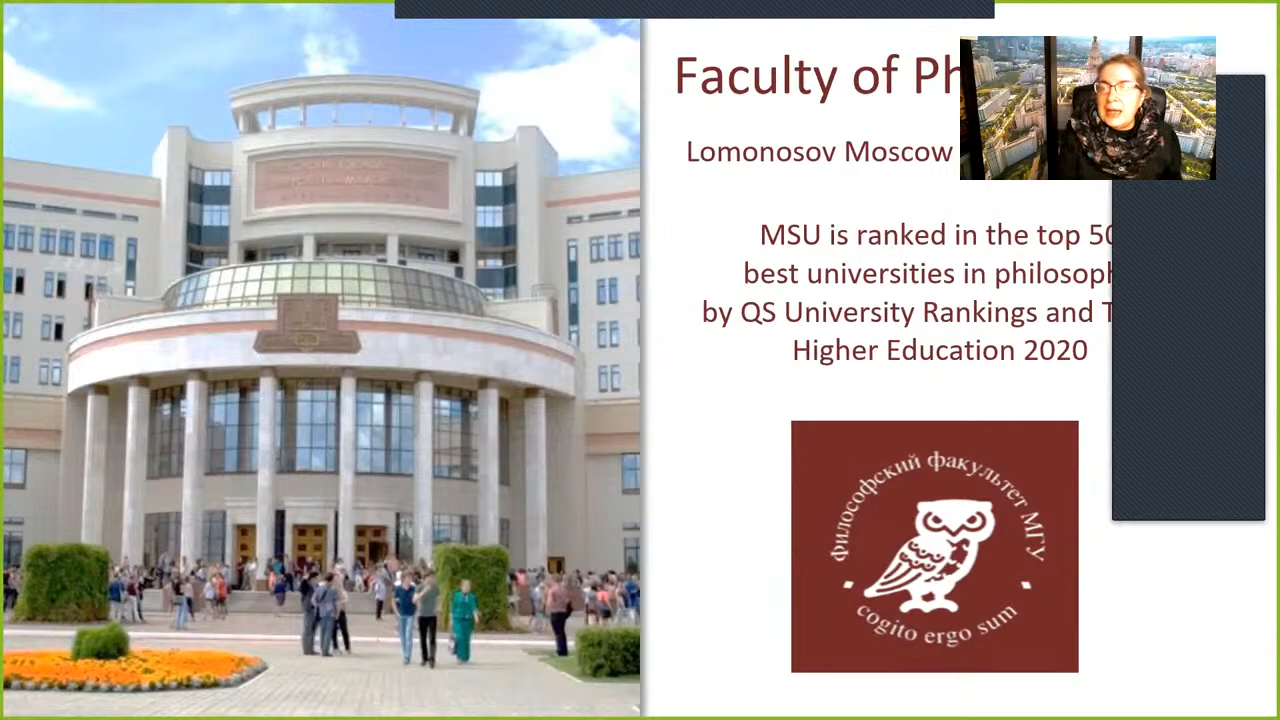 Faculty of Ph
Lomonosov Moscow
MSU is ranked in the top 50
best universities in philosoph
by QS University Rankings and T
Higher Education 2020
философский факультет МГУ
cogito ergo sum